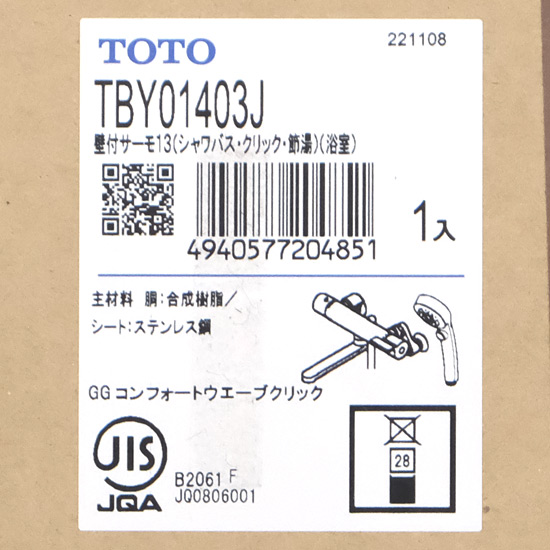 TOTO
221108
TBY01403J
壁付サーモ13(シャワバス・クリック・節湯)(浴室)
4940577204851
1入
主材料 胴:合成樹脂/
シート:ステンレス鋼
GGコンフォートウエーブクリック
JIS
JQA
B2061 F
JQ0806001
28